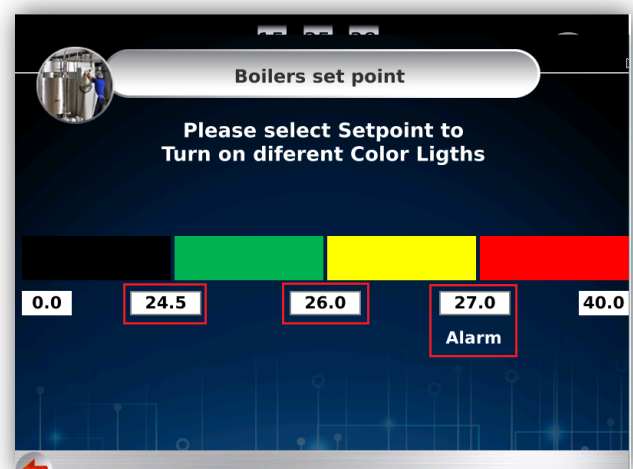 Boilers set point
Please select Setpoint to
Turn on diferent Color Ligths
0.0 24.5 26.0 27.0 40.0
Alarm